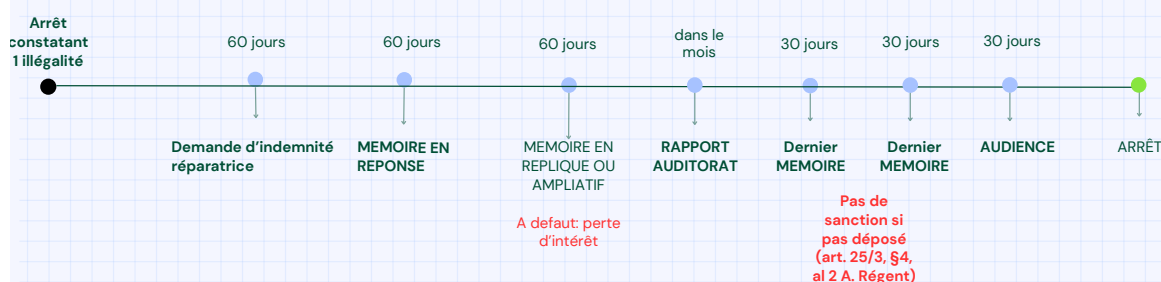 Arrêt
constatant
1 illégalité
60 jours
60 jours
60 jours
dans le
mois
30 jours
30 jours
30 jours
Demande d’indemnité
réparatrice
MEMOIRE EN
REPONSE
MEMOIRE EN
REPLIQUE OU
AMPLIATIF
A defaut: perte
d’intérêt
RAPPORT
AUDITORAT
Dernier
MEMOIRE
Dernier
MEMOIRE
Pas de
sanction si
pas déposé
(art. 25/3, §4,
al 2 A. Régent)
AUDIENCE
ARRÊT